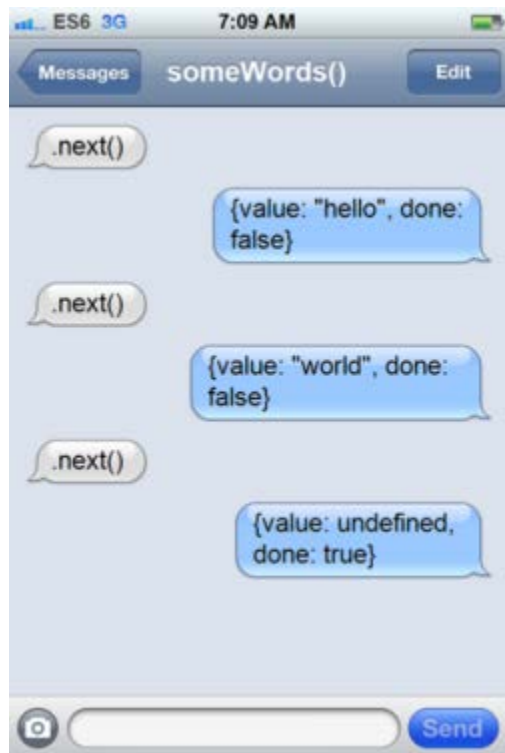 ES6 3G 7:09 AM
Messages someWords() Edit
.next()
{value: "hello", done:
false}
.next()
{value: "world", done:
false}
.next()
{value: undefined,
done: true}
Send